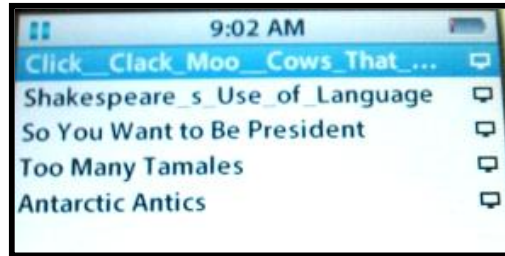 9:02 AM
Click__Clack_Moo__Cows_That_...
Shakespeare_s_Use_of_Language
So You Want to Be President
Too Many Tamales
Antarctic Antics